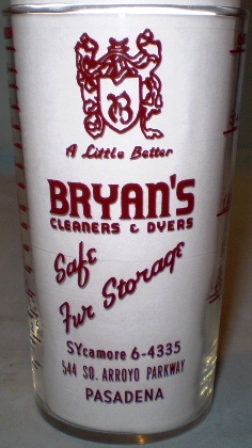 B
A Little Better
BRYAN'S
CLEANERS & DYERS
Safe
Fur Storage
SYcamore 6-4335
544 SO. ARROYO PARKWAY
PASADENA